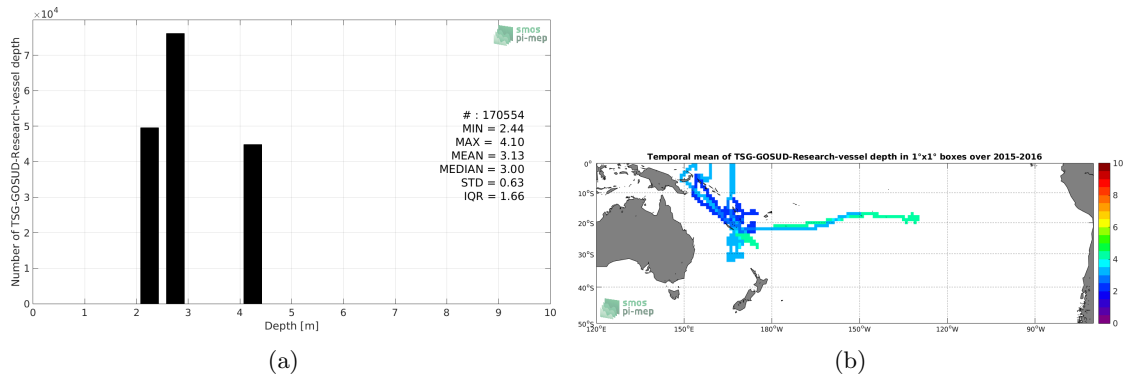 ×10⁴
8
7
6
5
4
3
2
1
0
Number of TSG-GOSUD-Research-vessel depth
smos
pi-mep
# : 170554
MIN = 2.44
MAX = 4.10
MEAN = 3.13
MEDIAN = 3.00
STD = 0.63
IQR = 1.66
0 1 2 3 4 5 6 7 8 9 10
Depth [m]
(a)
Temporal mean of TSG-GOSUD-Research-vessel depth in 1°x1° boxes over 2015-2016
0°
10°S
20°S
30°S
40°S
50°S
120°E 150°E 180°W 150°W 120°W 90°W
smos
pi-mep
10
8
6
4
2
0
(b)